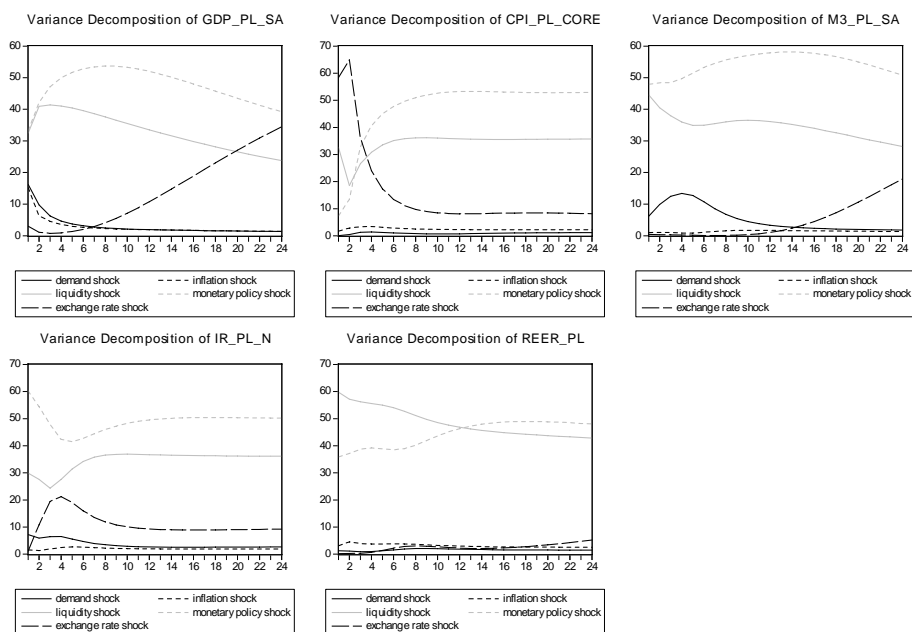 Variance Decomposition of GDP_PL_SA
60
50
40
30
20
10
0
2 4 6 8 10 12 14 16 18 20 22 24
demand shock inflation shock
liquidity shock monetary policy shock
exchange rate shock
Variance Decomposition of CPI_PL_CORE
70
60
50
40
30
20
10
0
2 4 6 8 10 12 14 16 18 20 22 24
demand shock inflation shock
liquidity shock monetary policy shock
exchange rate shock
Variance Decomposition of M3_PL_SA
60
50
40
30
20
10
0
2 4 6 8 10 12 14 16 18 20 22 24
demand shock inflation shock
liquidity shock monetary policy shock
exchange rate shock
Variance Decomposition of IR_PL_N
70
60
50
40
30
20
10
0
2 4 6 8 10 12 14 16 18 20 22 24
demand shock inflation shock
liquidity shock monetary policy shock
exchange rate shock
Variance Decomposition of REER_PL
70
60
50
40
30
20
10
0
2 4 6 8 10 12 14 16 18 20 22 24
demand shock inflation shock
liquidity shock monetary policy shock
exchange rate shock